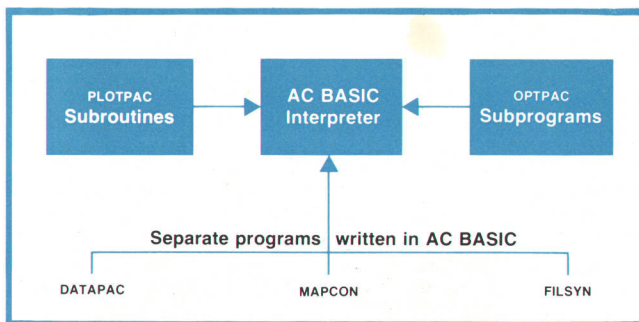 PLOTPAC
Subroutines
AC BASIC
Interpreter
OPTPAC
Subprograms
Separate programs written in AC BASIC
DATAPAC
MAPCON
FILSYN